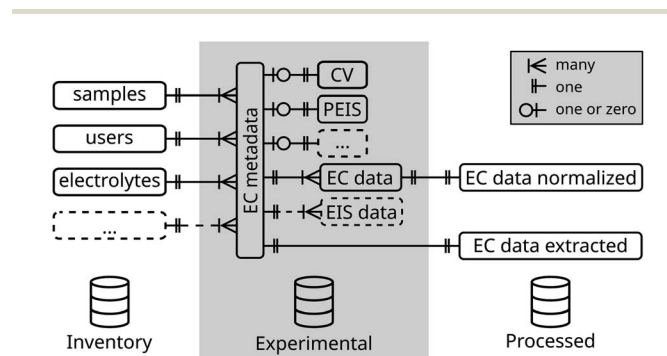 samples
users
electrolytes
...
EC metadata
CV
PEIS
...
EC data
EIS data
EC data normalized
EC data extracted
many
one
one or zero
Inventory
Experimental
Processed